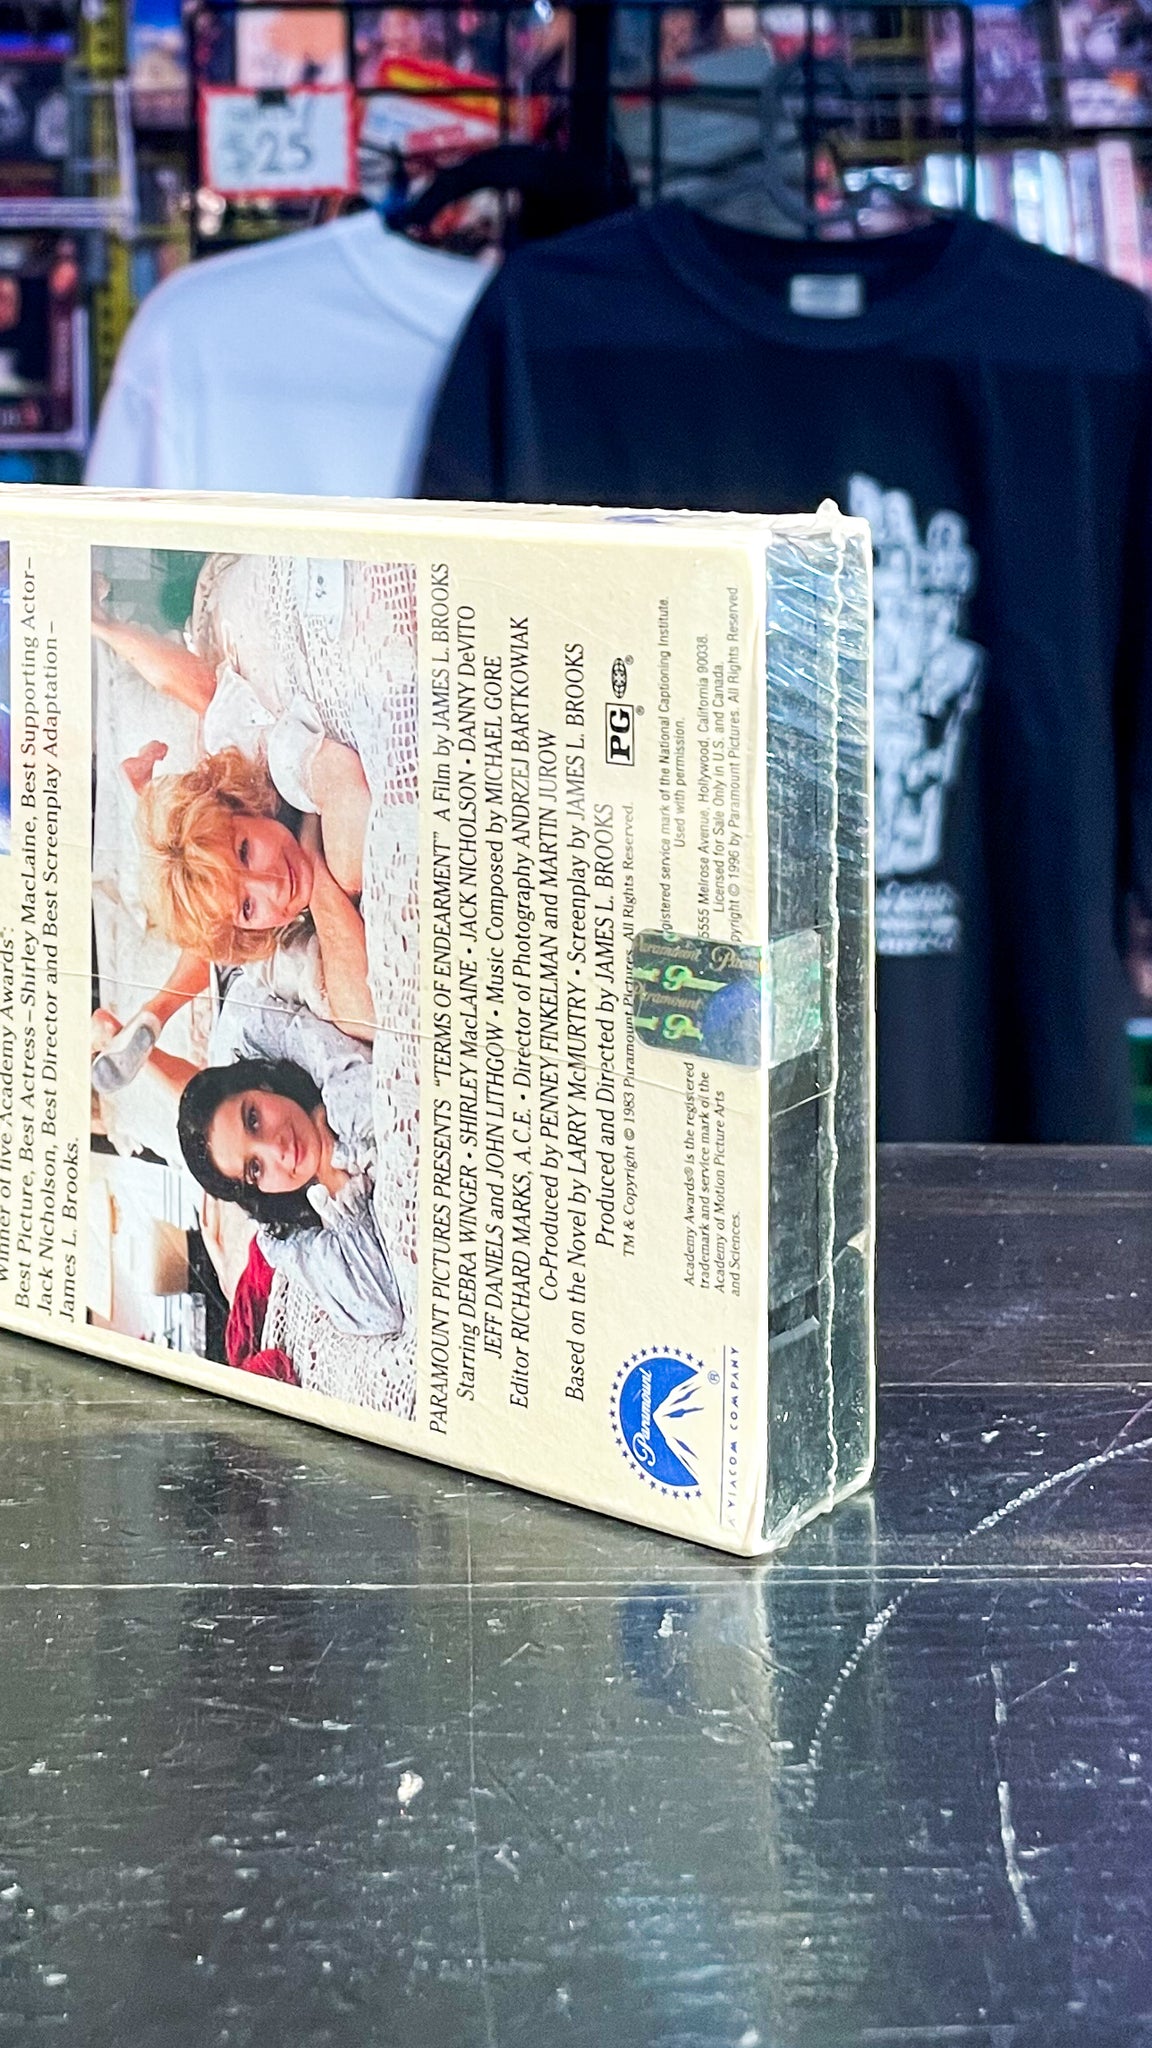 $25
Winner of five Academy Awards®:
Best Picture, Best Actress–Shirley MacLaine, Best Supporting Actor–
Jack Nicholson, Best Director and Best Screenplay Adaptation–
James L. Brooks.
PARAMOUNT PICTURES PRESENTS "TERMS OF ENDEARMENT" A Film by JAMES L. BROOKS
Starring DEBRA WINGER • SHIRLEY MacLAINE • JACK NICHOLSON • DANNY DeVITO
JEFF DANIELS and JOHN LITHGOW • Music Composed by MICHAEL GORE
Editor RICHARD MARKS, A.C.E. • Director of Photography ANDRZEJ BARTKOWIAK
Co-Produced by PENNEY FINKELMAN and MARTIN JUROW
Based on the Novel by LARRY McMURTRY • Screenplay by JAMES L. BROOKS
Produced and Directed by JAMES L. BROOKS
PG ® ®
TM & Copyright © 1983 Paramount Pictures. All Rights Reserved.
gistered service mark of the National Captioning Institute.
Used with permission.
5555 Melrose Avenue, Hollywood, California 90038.
Licensed for Sale Only in U.S. and Canada.
opyright © 1996 by Paramount Pictures. All Rights Reserved
Academy Awards® is the registered
trademark and service mark of the
Academy of Motion Picture Arts
and Sciences.
Paramount
Paramount
Paramount ®
A VIACOM COMPANY